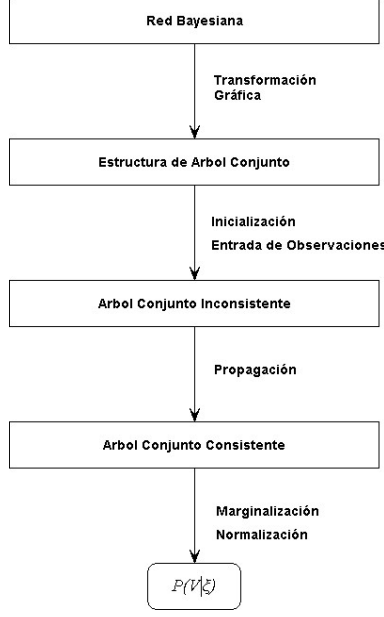 Red Bayesiana
Transformación
Gráfica
Estructura de Arbol Conjunto
Inicialización
Entrada de Observaciones
Arbol Conjunto Inconsistente
Propagación
Arbol Conjunto Consistente
Marginalización
Normalización
P(V|ξ)